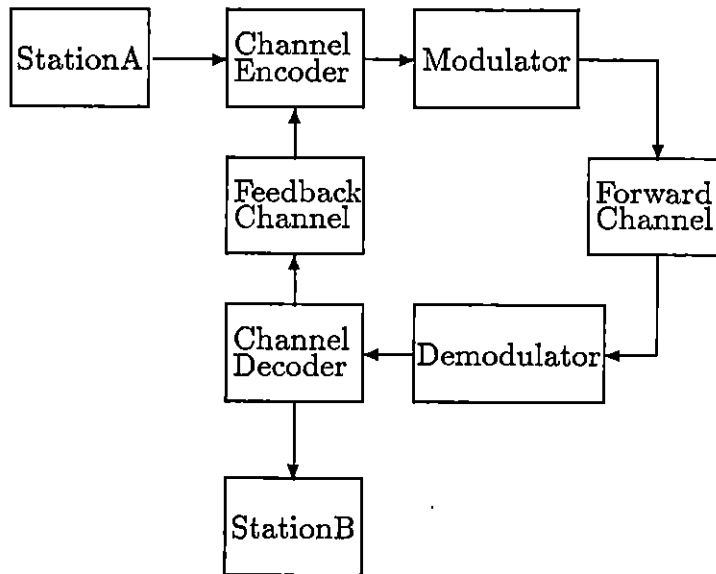 StationA
Channel
Encoder
Modulator
Feedback
Channel
Forward
Channel
Channel
Decoder
Demodulator
StationB